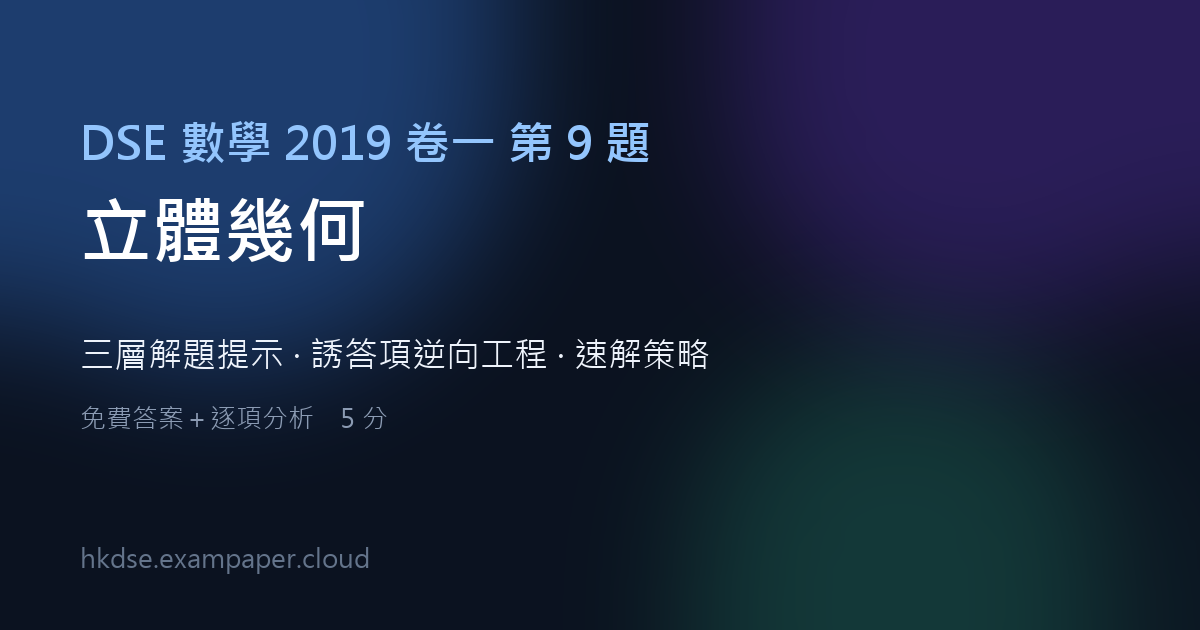 DSE 數學 2019 卷一 第 9 題
立體幾何
三層解題提示 · 誘答項逆向工程 · 速解策略
免費答案 + 逐項分析 5 分
hkdse.exampaper.cloud